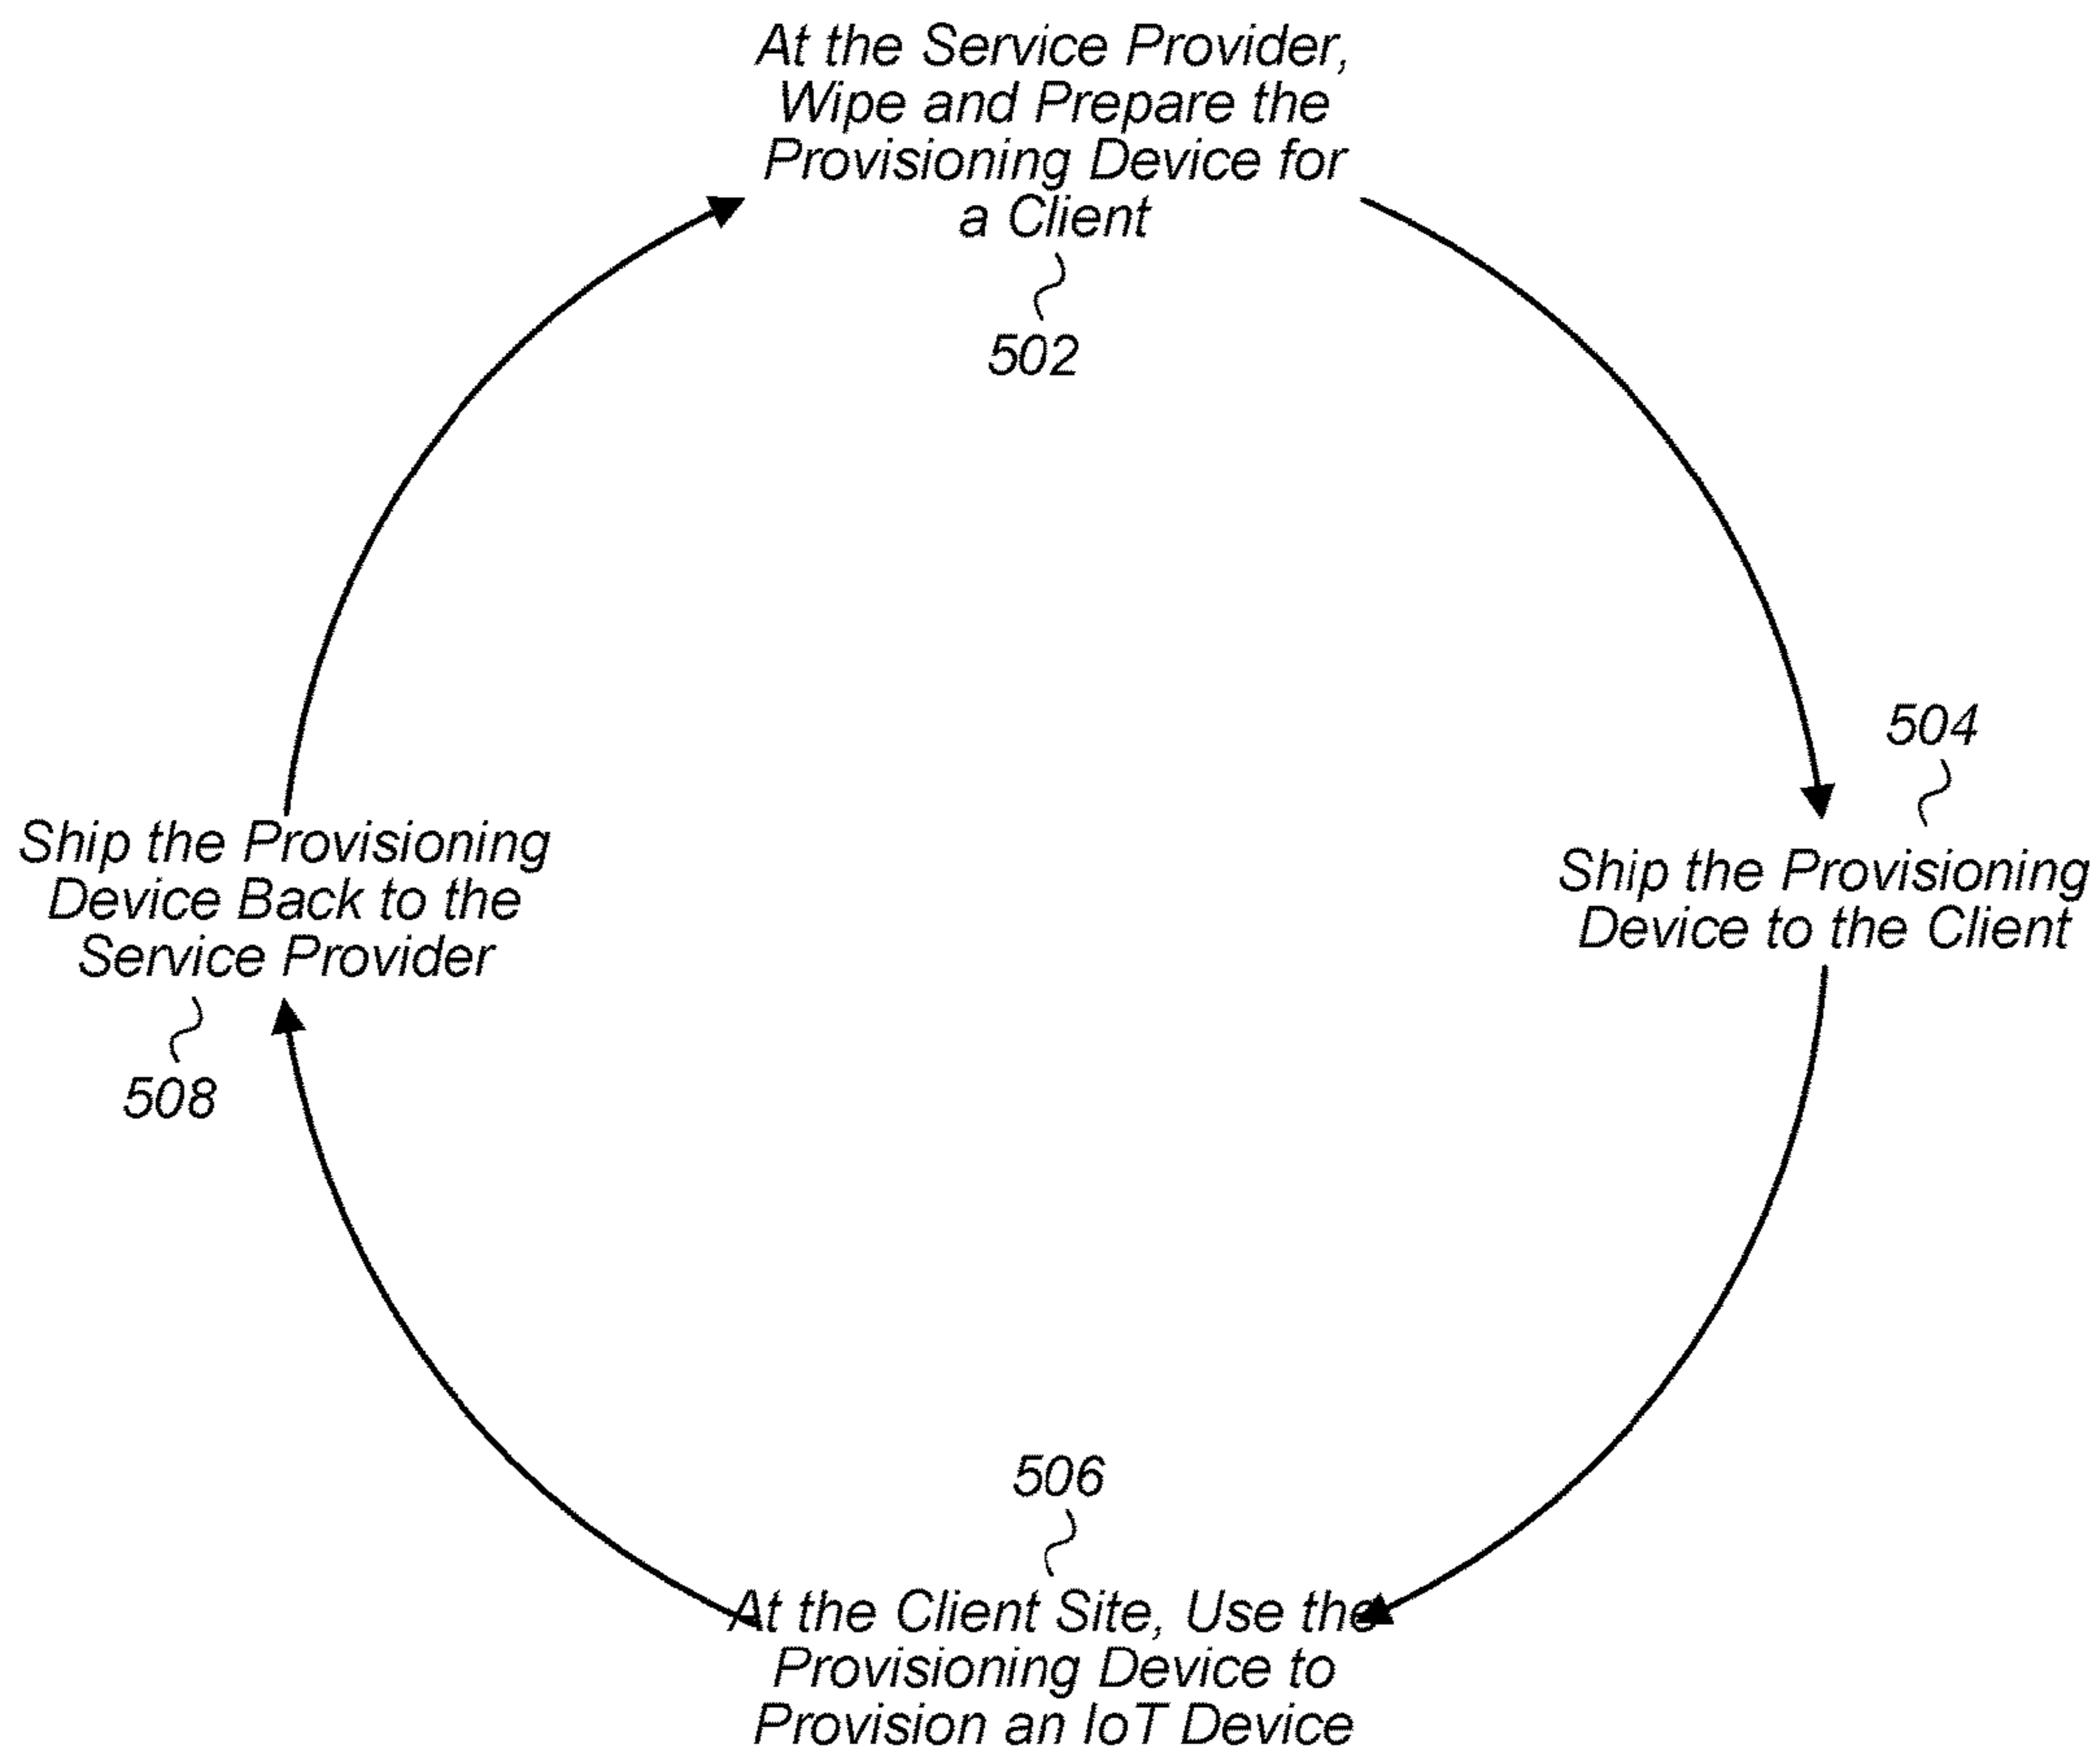 At the Service Provider,
Wipe and Prepare the
Provisioning Device for
a Client
502
504
Ship the Provisioning
Device to the Client
506
At the Client Site, Use the
Provisioning Device to
Provision an IoT Device
Ship the Provisioning
Device Back to the
Service Provider
508